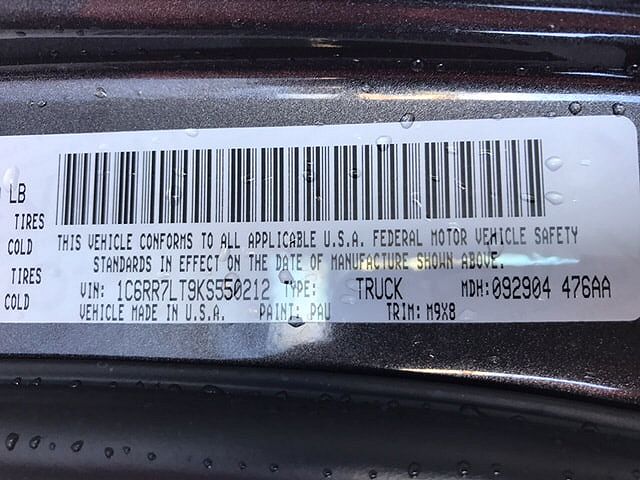 LB
TIRES
COLD
TIRES
COLD
THIS VEHICLE CONFORMS TO ALL APPLICABLE U.S.A. FEDERAL MOTOR VEHICLE SAFETY
STANDARDS IN EFFECT ON THE DATE OF MANUFACTURE SHOWN ABOVE.
VIN: 1C6RR7LT9KS550212 TYPE: TRUCK MDH:092904 476AA
VEHICLE MADE IN U.S.A. PAINT: PAU TRIM: M9X8